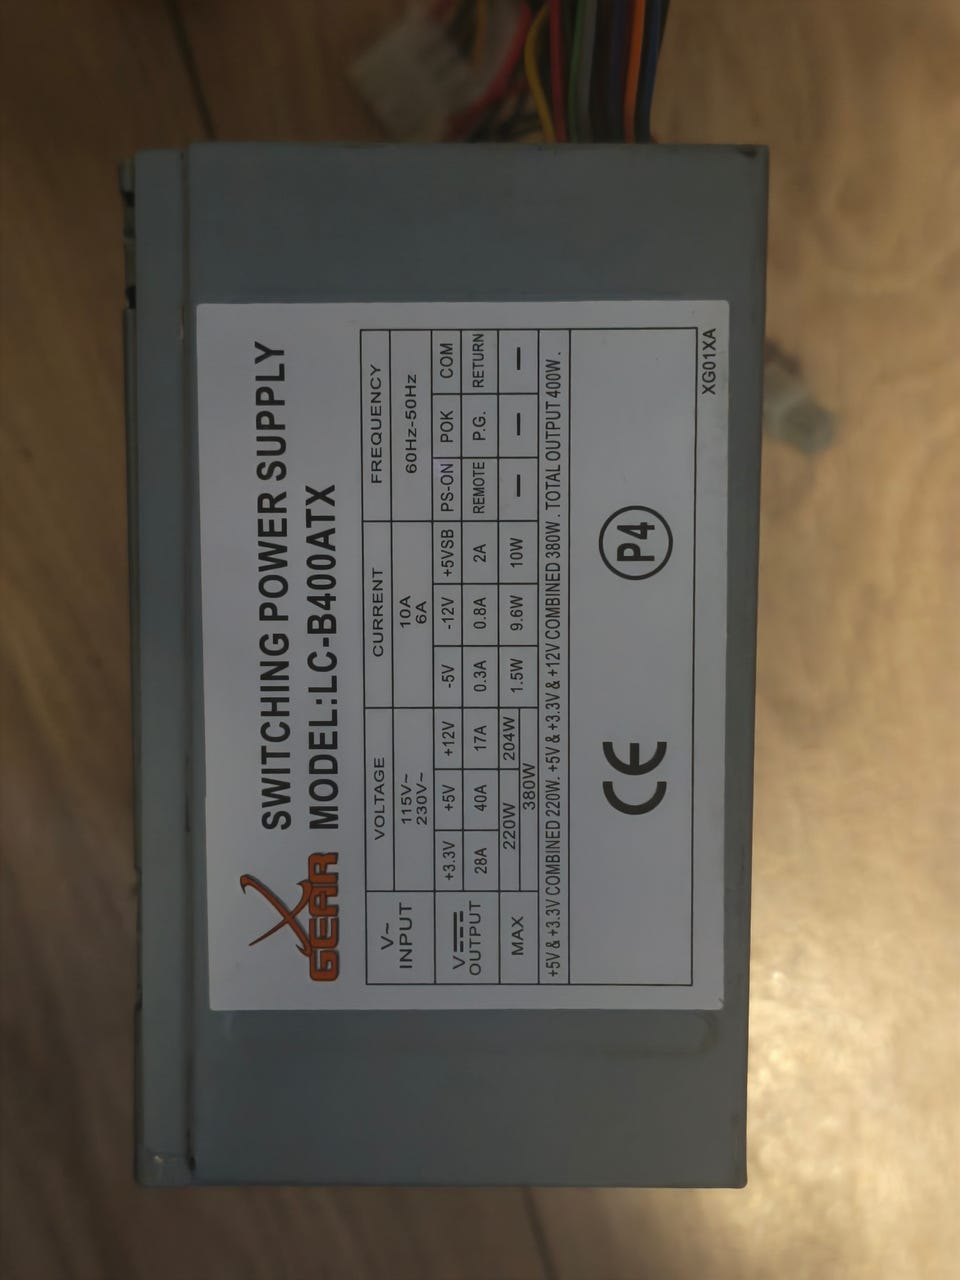 X GEAR
SWITCHING POWER SUPPLY
MODEL:LC-B400ATX
V~ INPUT VOLTAGE CURRENT FREQUENCY
115V~ 10A 60Hz-50Hz
230V~ 6A
V OUTPUT +3.3V +5V +12V -5V -12V +5VSB PS-ON POK COM
28A 40A 17A 0.3A 0.8A 2A REMOTE P.G. RETURN
MAX 220W 204W 1.5W 9.6W 10W — — —
380W
+5V & +3.3V COMBINED 220W. +5V & +3.3V & +12V COMBINED 380W. TOTAL OUTPUT 400W.
CE P4
XG01XA